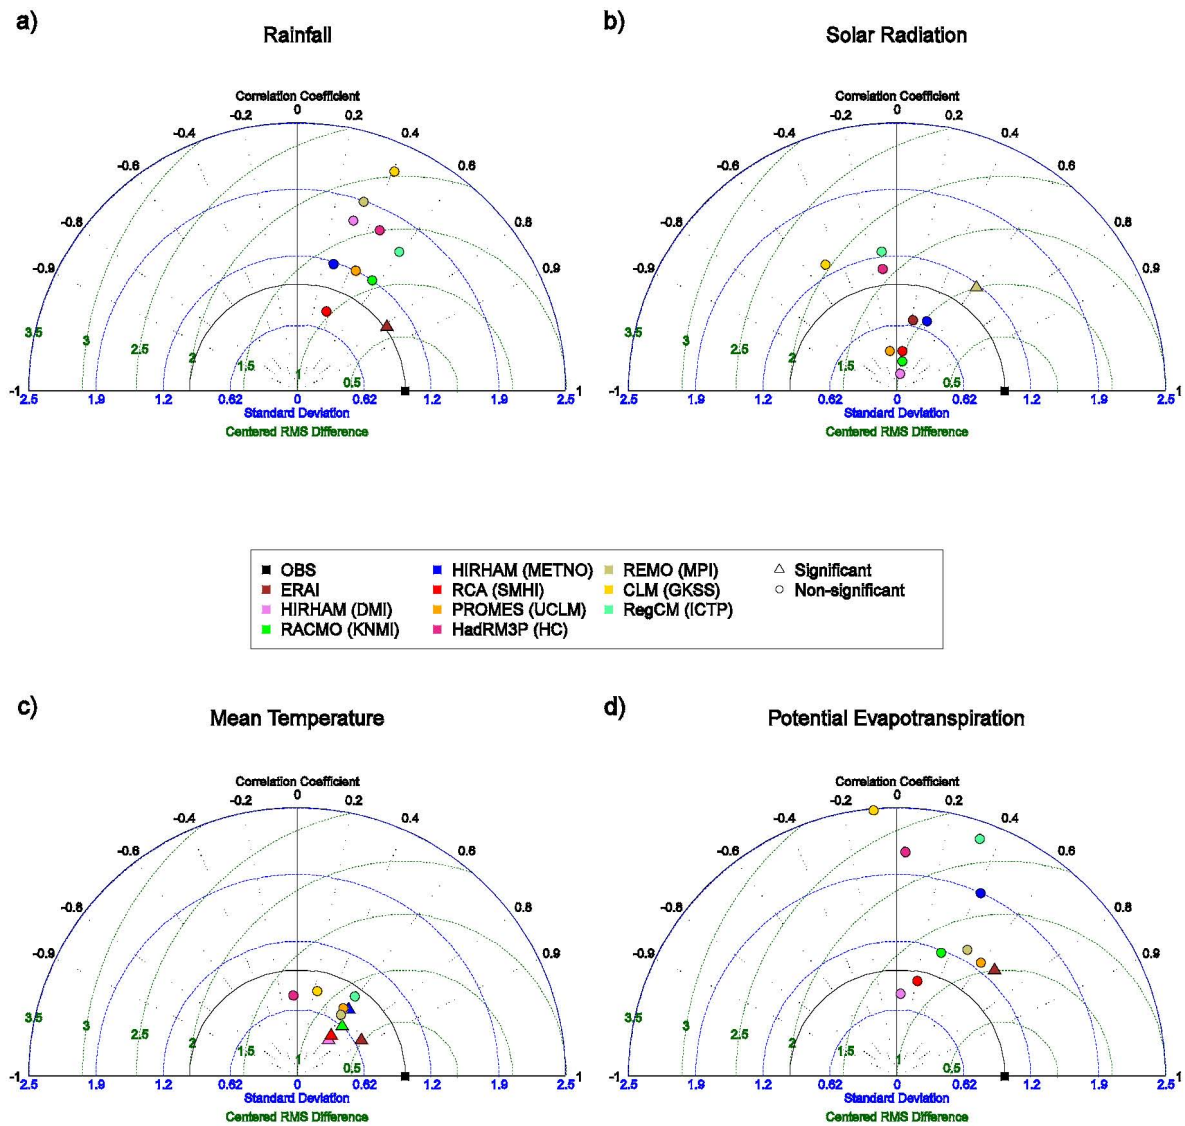 a)
Rainfall
Correlation Coefficient
-0.2 0 0.2
-0.4 0.4
-0.6 0.6
-0.8 0.8
-0.9 0.9
3.5 3 2.5 2 1.5 1 0.5
-1 1
2.5 1.9 1.2 0.62 0 0.62 1.2 1.9 2.5
Standard Deviation
Centered RMS Difference
b)
Solar Radiation
Correlation Coefficient
-0.2 0 0.2
-0.4 0.4
-0.6 0.6
-0.8 0.8
-0.9 0.9
3.5 3 2.5 2 1.5 1 0.5
-1 1
2.5 1.9 1.2 0.62 0 0.62 1.2 1.9 2.5
Standard Deviation
Centered RMS Difference
OBS HIRHAM (METNO) REMO (MPI) Significant
ERAI RCA (SMHI) CLM (GKSS) Non-significant
HIRHAM (DMI) PROMES (UCLM) RegCM (ICTP)
RACMO (KNMI) HadRM3P (HC)
c)
Mean Temperature
Correlation Coefficient
-0.2 0 0.2
-0.4 0.4
-0.6 0.6
-0.8 0.8
-0.9 0.9
3.5 3 2.5 2 1.5 1 0.5
-1 1
2.5 1.9 1.2 0.62 0 0.62 1.2 1.9 2.5
Standard Deviation
Centered RMS Difference
d)
Potential Evapotranspiration
Correlation Coefficient
-0.2 0 0.2
-0.4 0.4
-0.6 0.6
-0.8 0.8
-0.9 0.9
3.5 3 2.5 2 1.5 1 0.5
-1 1
2.5 1.9 1.2 0.62 0 0.62 1.2 1.9 2.5
Standard Deviation
Centered RMS Difference